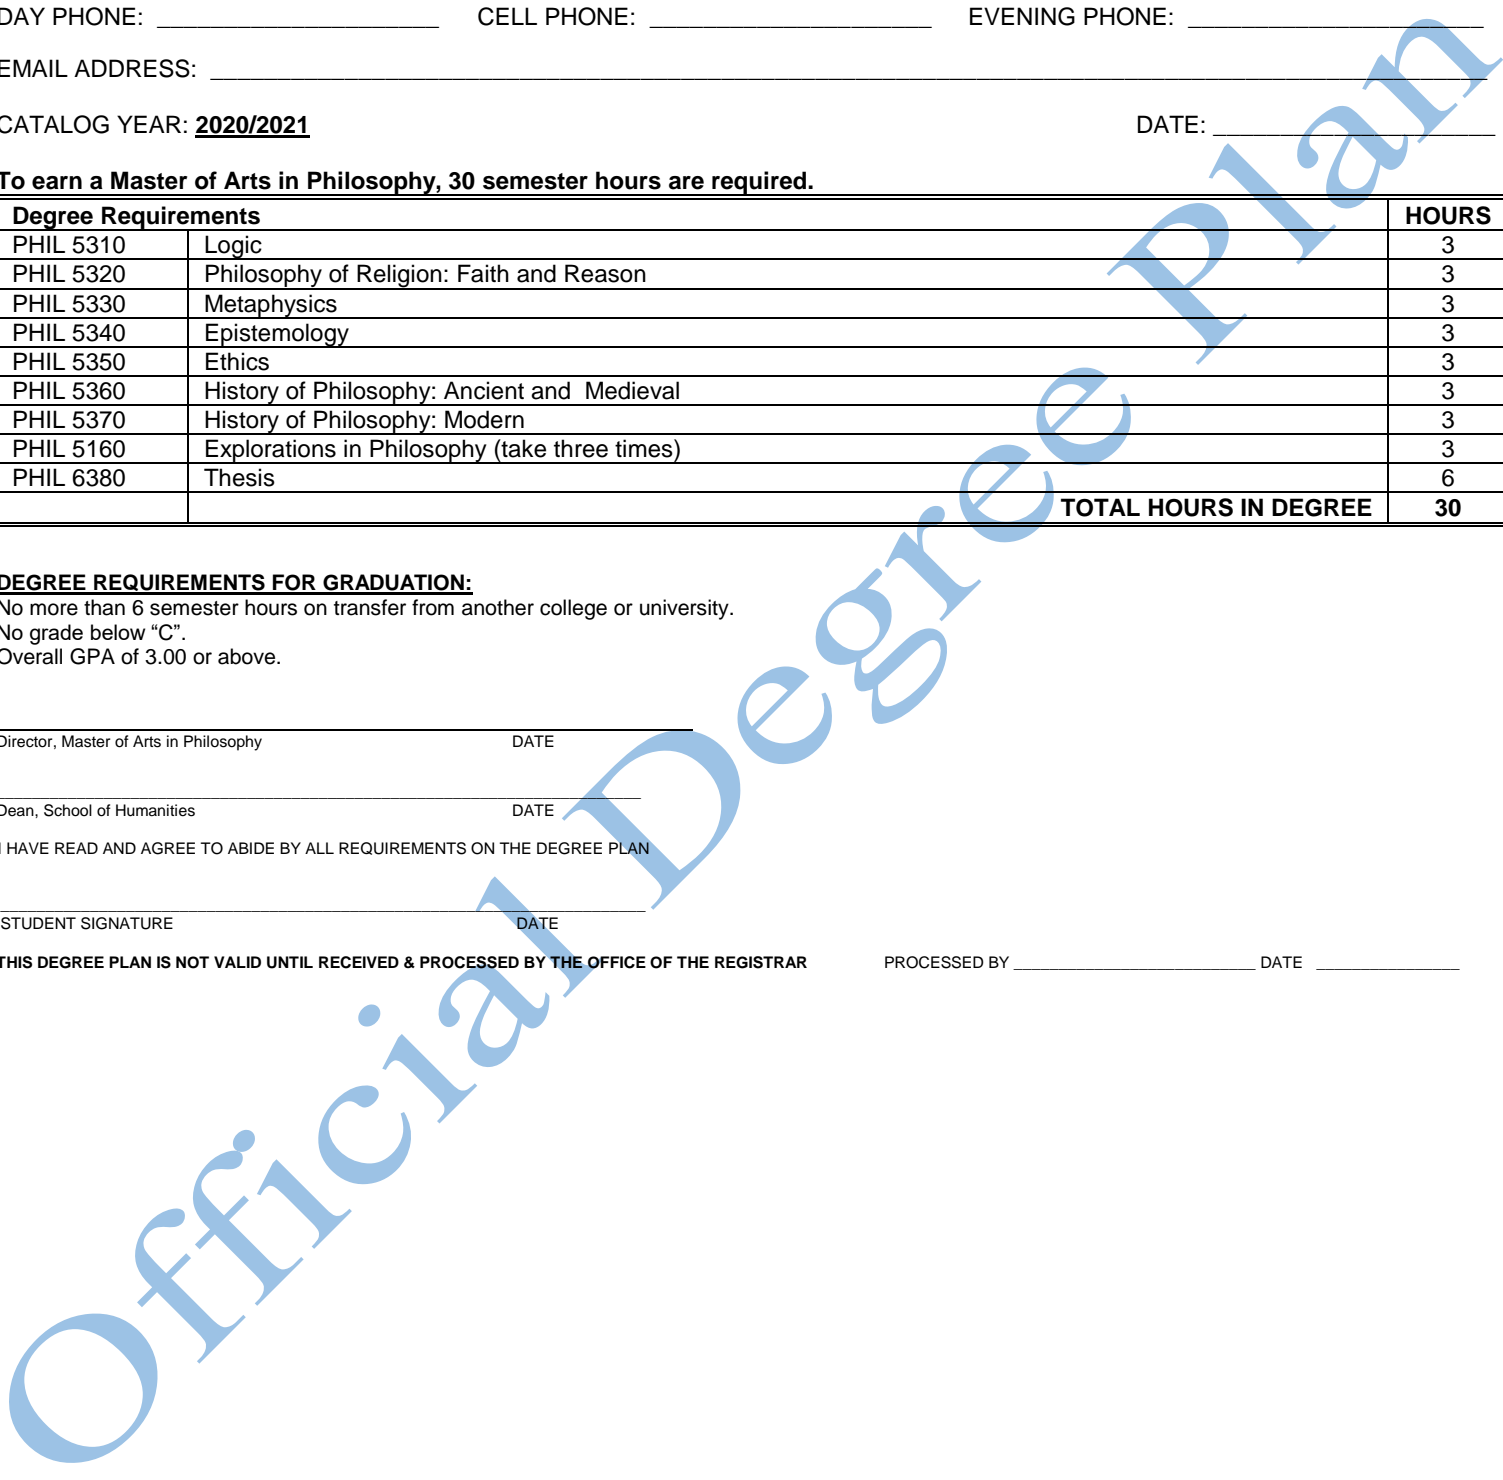 DAY PHONE: _____________________ CELL PHONE: _____________________ EVENING PHONE: ______________________
EMAIL ADDRESS: _______________________________________________________________________________________________
CATALOG YEAR: 2020/2021 DATE: _____________________
To earn a Master of Arts in Philosophy, 30 semester hours are required.
Degree Requirements HOURS
PHIL 5310 Logic 3
PHIL 5320 Philosophy of Religion: Faith and Reason 3
PHIL 5330 Metaphysics 3
PHIL 5340 Epistemology 3
PHIL 5350 Ethics 3
PHIL 5360 History of Philosophy: Ancient and  Medieval 3
PHIL 5370 History of Philosophy: Modern 3
PHIL 5160 Explorations in Philosophy (take three times) 3
PHIL 6380 Thesis 6
TOTAL HOURS IN DEGREE 30
DEGREE REQUIREMENTS FOR GRADUATION:
No more than 6 semester hours on transfer from another college or university.
No grade below “C”.
Overall GPA of 3.00 or above.
Director, Master of Arts in Philosophy DATE
Dean, School of Humanities DATE
I HAVE READ AND AGREE TO ABIDE BY ALL REQUIREMENTS ON THE DEGREE PLAN
STUDENT SIGNATURE DATE
THIS DEGREE PLAN IS NOT VALID UNTIL RECEIVED & PROCESSED BY THE OFFICE OF THE REGISTRAR PROCESSED BY ___________________________ DATE ________________
Official Degree Plan